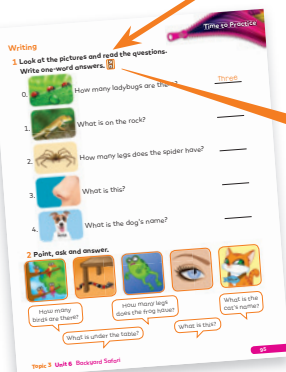 Time to Practice
Writing
1 Look at the pictures and read the questions.
Write one-word answers.
0. How many ladybugs are there? Three
1. What is on the rock?
2. How many legs does the spider have?
3. What is this?
4. What is the dog's name?
2 Point, ask and answer.
How many
birds are there?
What is under the table?
How many legs
does the frog have?
What is this?
What is the
cat's name?
Topic 3 Unit 6 Backyard Safari